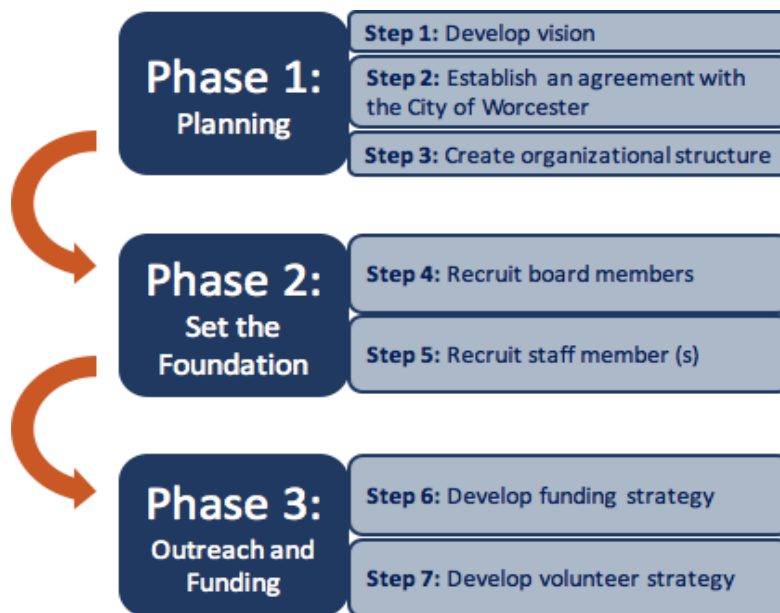 Phase 1:
Planning
Step 1: Develop vision
Step 2: Establish an agreement with
the City of Worcester
Step 3: Create organizational structure
Phase 2:
Set the
Foundation
Step 4: Recruit board members
Step 5: Recruit staff member (s)
Phase 3:
Outreach and
Funding
Step 6: Develop funding strategy
Step 7: Develop volunteer strategy